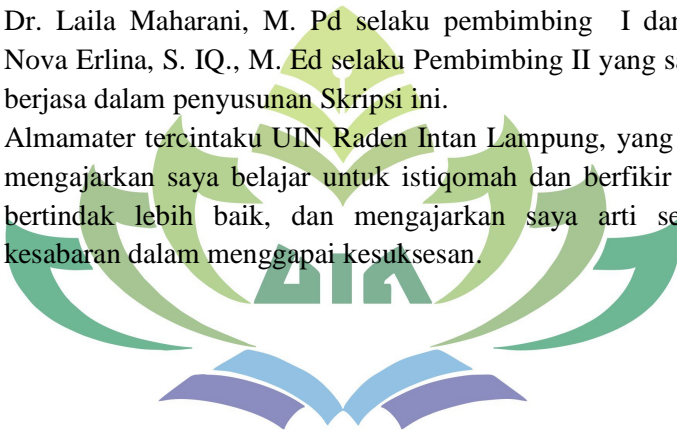 Dr. Laila Maharani, M. Pd selaku pembimbing I dar
Nova Erlina, S. IQ., M. Ed selaku Pembimbing II yang sa
berjasa dalam penyusunan Skripsi ini.
Almamater tercintaku UIN Raden Intan Lampung, yang
mengajarkan saya belajar untuk istiqomah dan berfikir
bertindak lebih baik, dan mengajarkan saya arti se
kesabaran dalam menggapai kesuksesan.